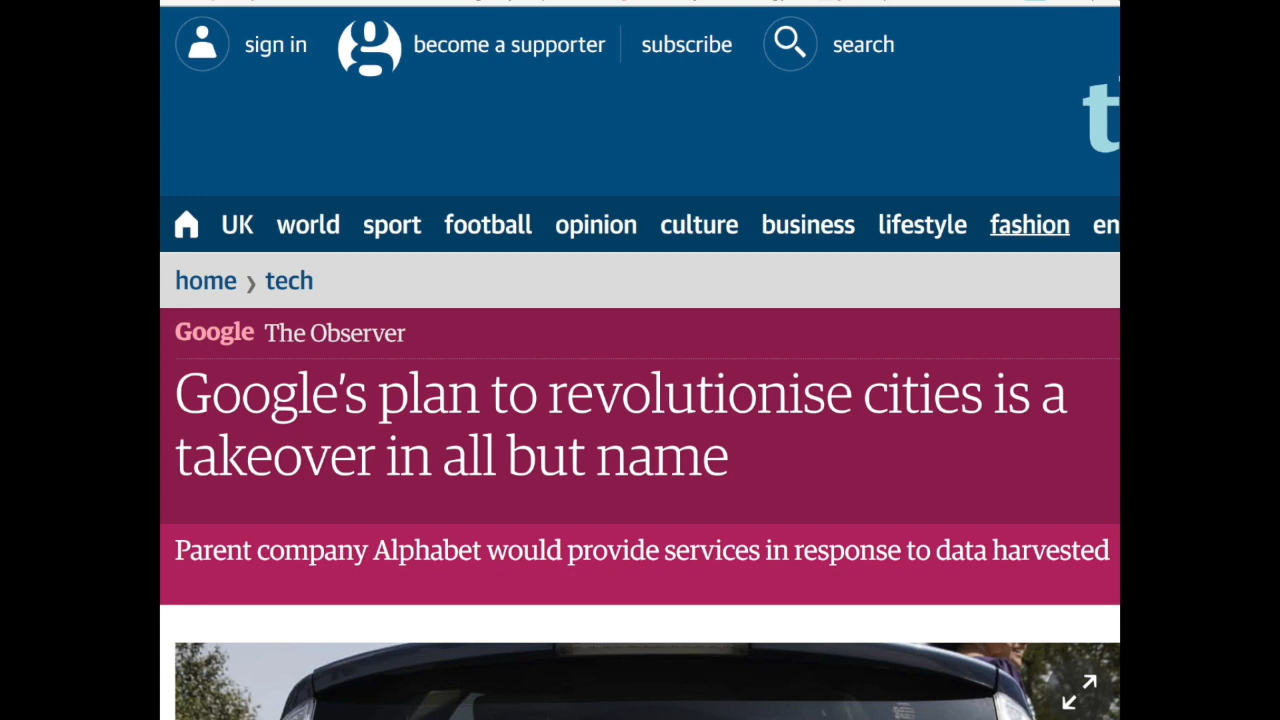 sign in
become a supporter
subscribe
search
UK world sport football opinion culture business lifestyle fashion en
home tech
Google The Observer
Google’s plan to revolutionise cities is a
takeover in all but name
Parent company Alphabet would provide services in response to data harvested